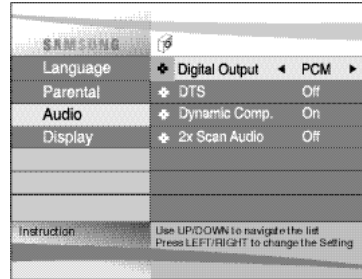 SAMSUNG
Language
Parental
Audio
Display
Digital Output PCM
DTS Off
Dynamic Comp. On
2x Scan Audio Off
Instruction
Use UP/DOWN to navigate the list
Press LEFT/RIGHT to change the Setting